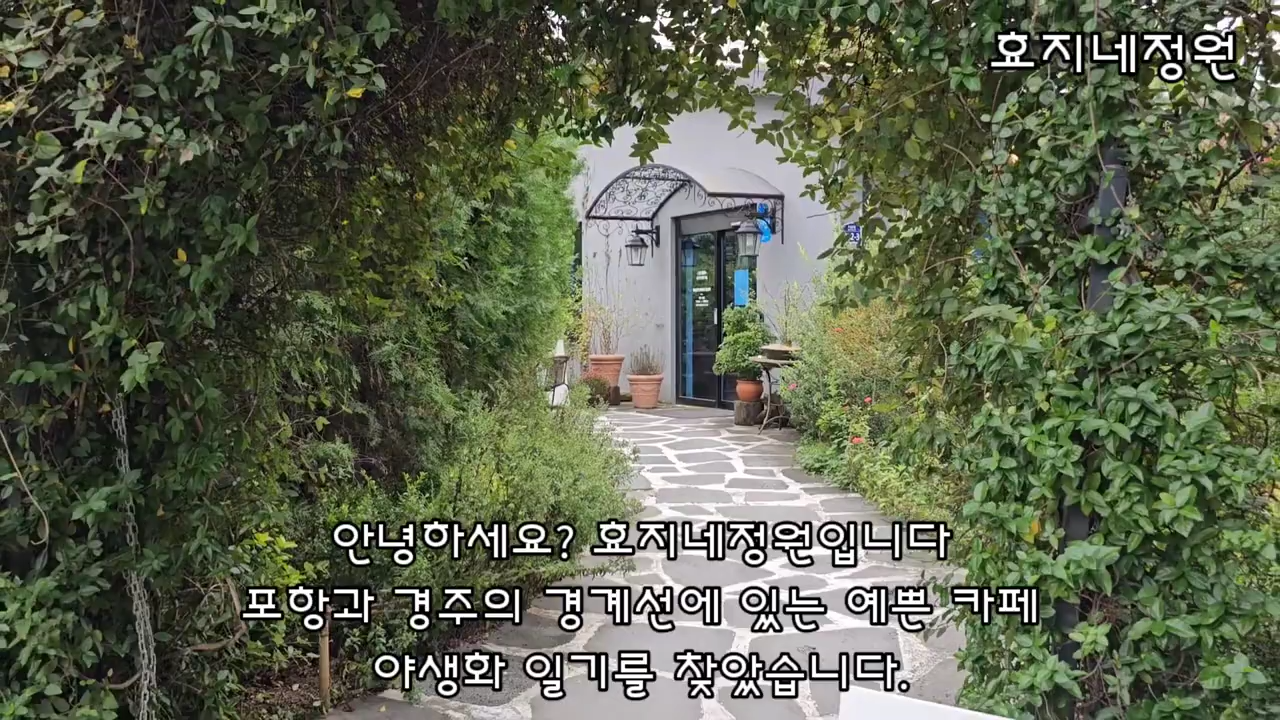 효지네정원
안녕하세요? 효지네정원입니다
포항과 경주의 경계선에 있는 예쁜 카페
야생화 일기를 찾았습니다.